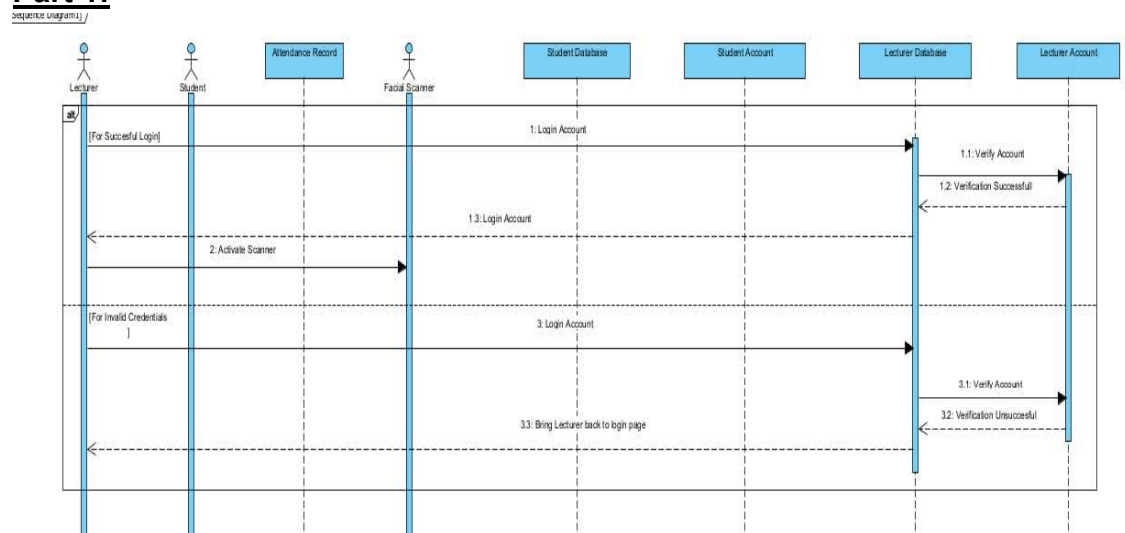 Sequence Diagram1]
Attendance Record
Student Database
Student Account
Lecturer Database
Lecturer Account
Lecturer
Student
Facial Scanner
alt
[For Succesful Login]
1: Login Account
1.1: Verify Account
1.2: Verification Successfull
1.3: Login Account
2: Activate Scanner
[For Invalid Credentials
]
3: Login Account
3.1: Verify Account
3.2: Verification Unsuccesful
3.3: Bring Lecturer back to login page